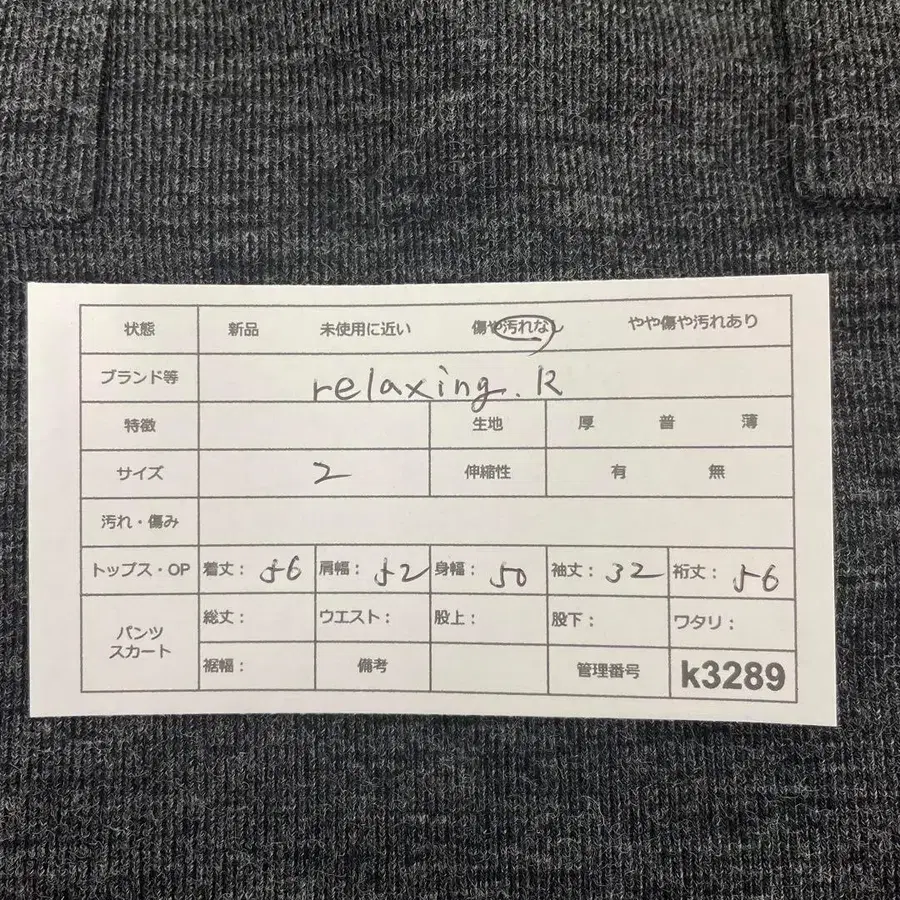 状態 新品 未使用に近い 傷や汚れなし やや傷や汚れあり
ブランド等 relaxing.k
特徴 生地 厚 普 薄
サイズ 2 伸縮性 有 無
汚れ・傷み
トップス・OP 着丈: 56 肩幅: 52 身幅: 50 袖丈: 32 裄丈: 56
パンツ スカート 総丈: ウエスト: 股上: 股下: ワタリ:
裾幅: 備考 管理番号 k3289